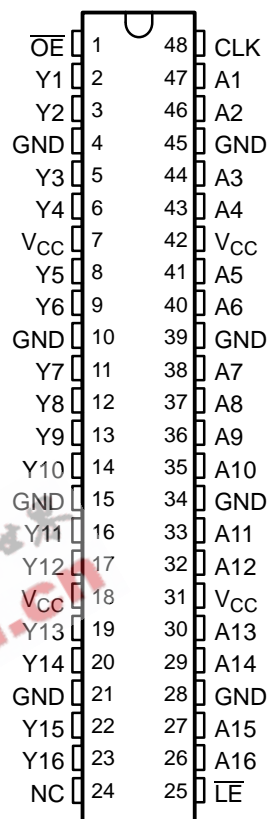 O͞E͞ 1 48 CLK
Y1 2 47 A1
Y2 3 46 A2
GND 4 45 GND
Y3 5 44 A3
Y4 6 43 A4
VCC 7 42 VCC
Y5 8 41 A5
Y6 9 40 A6
GND 10 39 GND
Y7 11 38 A7
Y8 12 37 A8
Y9 13 36 A9
Y10 14 35 A10
GND 15 34 GND
Y11 16 33 A11
Y12 17 32 A12
VCC 18 31 VCC
Y13 19 30 A13
Y14 20 29 A14
GND 21 28 GND
Y15 22 27 A15
Y16 23 26 A16
NC 24 25 L͞E͞